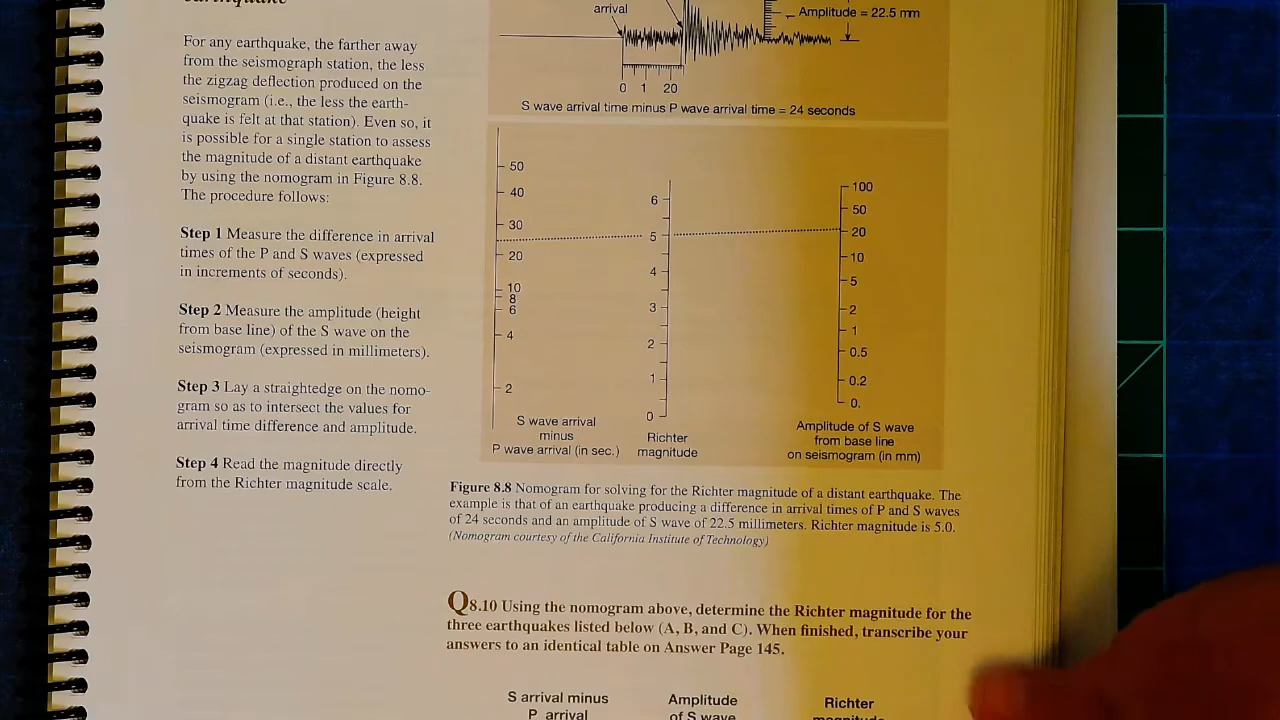 earthquake
For any earthquake, the farther away
from the seismograph station, the less
the zigzag deflection produced on the
seismogram (i.e., the less the earth-
quake is felt at that station). Even so, it
is possible for a single station to assess
the magnitude of a distant earthquake
by using the nomogram in Figure 8.8.
The procedure follows:
Step 1 Measure the difference in arrival
times of the P and S waves (expressed
in increments of seconds).
Step 2 Measure the amplitude (height
from base line) of the S wave on the
seismogram (expressed in millimeters).
Step 3 Lay a straightedge on the nomo-
gram so as to intersect the values for
arrival time difference and amplitude.
Step 4 Read the magnitude directly
from the Richter magnitude scale.
arrival
Amplitude = 22.5 mm
0 1 20
S wave arrival time minus P wave arrival time = 24 seconds
50
40
30
20
10
8
6
4
2
S wave arrival
minus
P wave arrival (in sec.)
6
5
4
3
2
1
0
Richter
magnitude
100
50
20
10
5
2
1
0.5
0.2
0.
Amplitude of S wave
from base line
on seismogram (in mm)
Figure 8.8 Nomogram for solving for the Richter magnitude of a distant earthquake. The
example is that of an earthquake producing a difference in arrival times of P and S waves
of 24 seconds and an amplitude of S wave of 22.5 millimeters. Richter magnitude is 5.0.
(Nomogram courtesy of the California Institute of Technology)
Q8.10 Using the nomogram above, determine the Richter magnitude for the
three earthquakes listed below (A, B, and C). When finished, transcribe your
answers to an identical table on Answer Page 145.
S arrival minus
P arrival
Amplitude
of S wave
Richter
magnitude